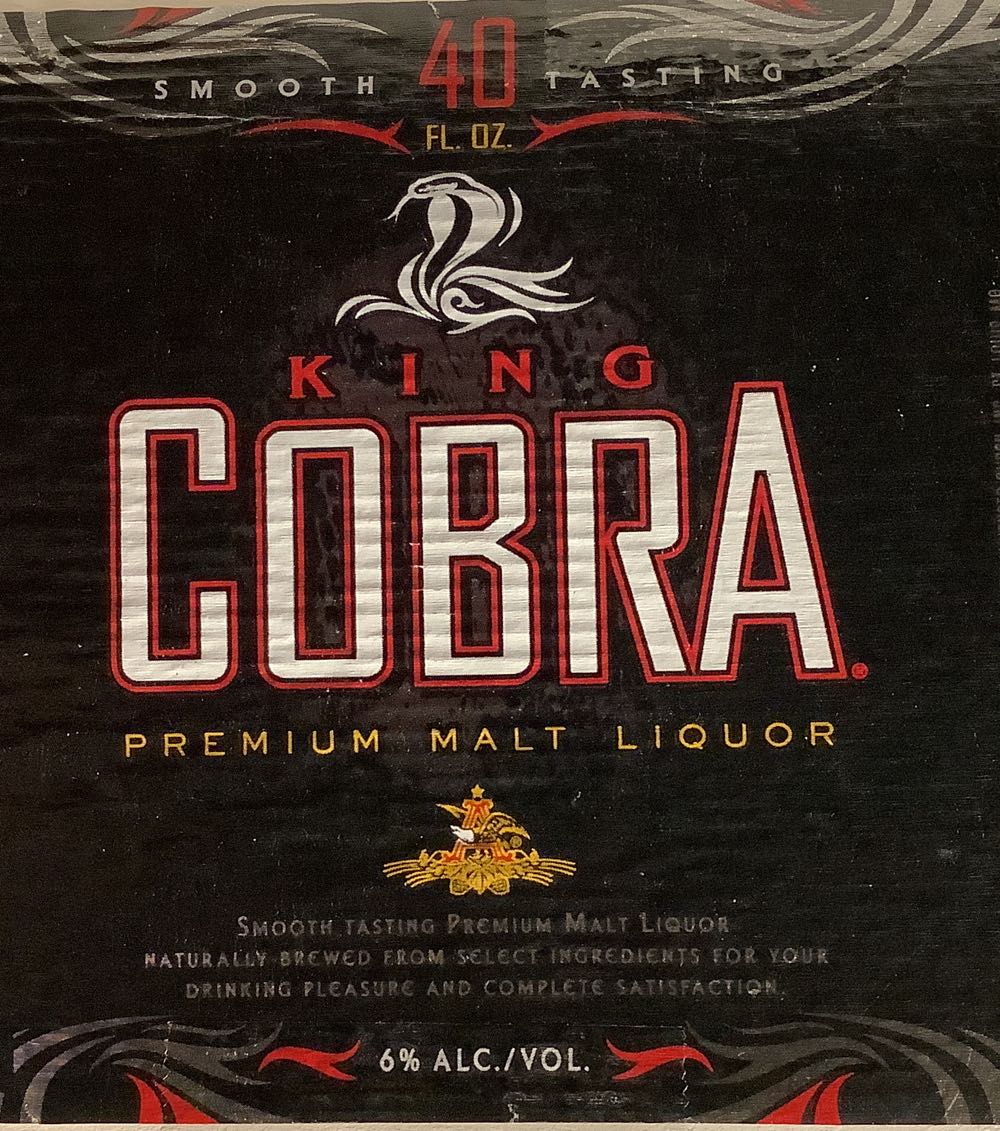 SMOOTH 40 TASTING
FL. OZ.
KING
COBRA®
PREMIUM MALT LIQUOR
A
SMOOTH TASTING PREMIUM MALT LIQUOR
NATURALLY BREWED FROM SELECT INGREDIENTS FOR YOUR
DRINKING PLEASURE AND COMPLETE SATISFACTION.
6% ALC./VOL.